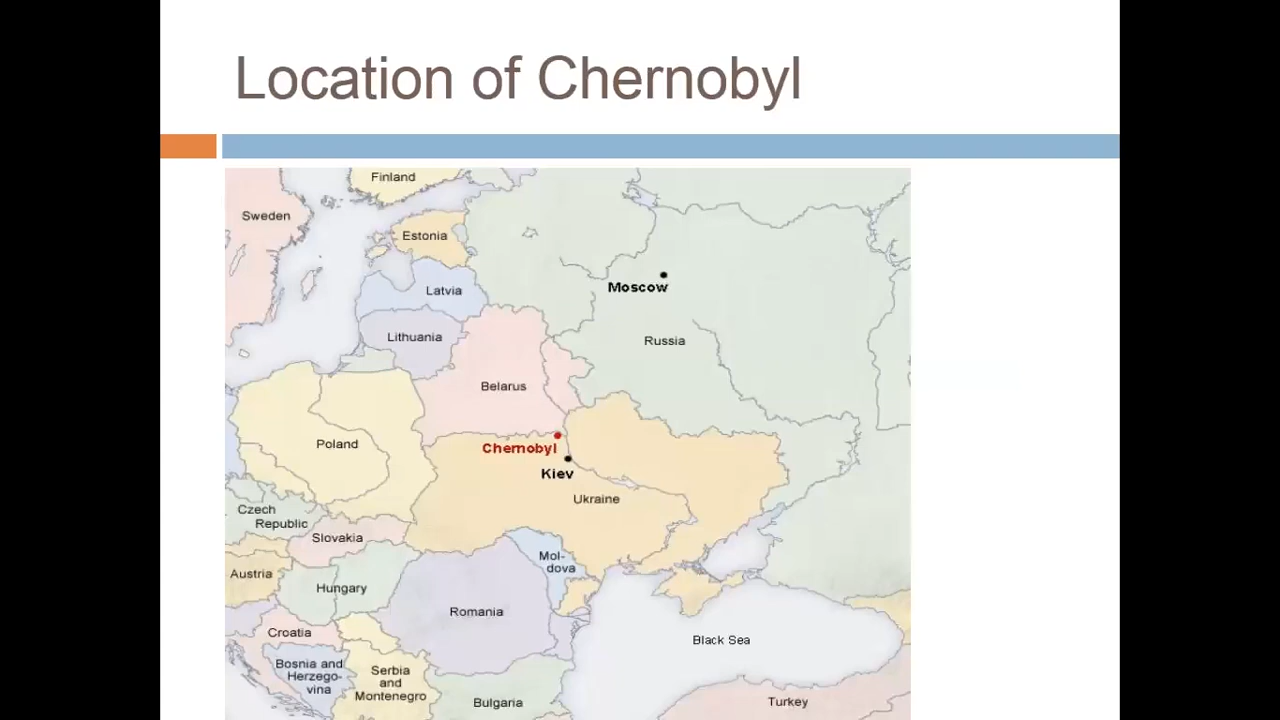 Location of Chernobyl
Finland
Sweden
Estonia
Moscow
Latvia
Lithuania
Russia
Belarus
Poland
Chernobyl
Kiev
Ukraine
Czech
Republic
Slovakia
Mol-
dova
Austria
Hungary
Romania
Croatia
Black Sea
Bosnia and
Herzego-
vina
Serbia
and
Montenegro
Bulgaria
Turkey